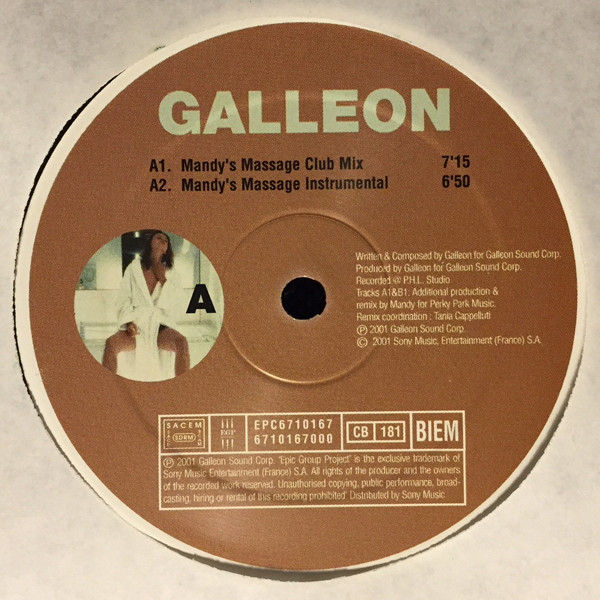 GALLEON
A1. Mandy's Massage Club Mix 7'15
A2. Mandy's Massage Instrumental 6'50
Written & Composed by Galleon for Galleon Sound Corp.
Produced by Galleon for Galleon Sound Corp.
Recorded @ P.H.L. Studio
Tracks A1&B1: Additional production &
remix by Mandy for Perky Park Music.
Remix coordination : Tania Cappelluti
℗ 2001 Galleon Sound Corp.
© 2001 Sony Music, Entertainment (France) S.A.
A
SACEM
SDRM
EPIC
EPC6710167
6710167000
CB 181
BIEM
℗ 2001 Galleon Sound Corp. "Epic Group Project" is the exclusive trademark of
Sony Music Entertainment (France) S.A. All rights of the producer and the owners
of the recorded work reserved. Unauthorised copying, public performance, broad-
casting, hiring or rental of this recording prohibited' Distributed by Sony Music